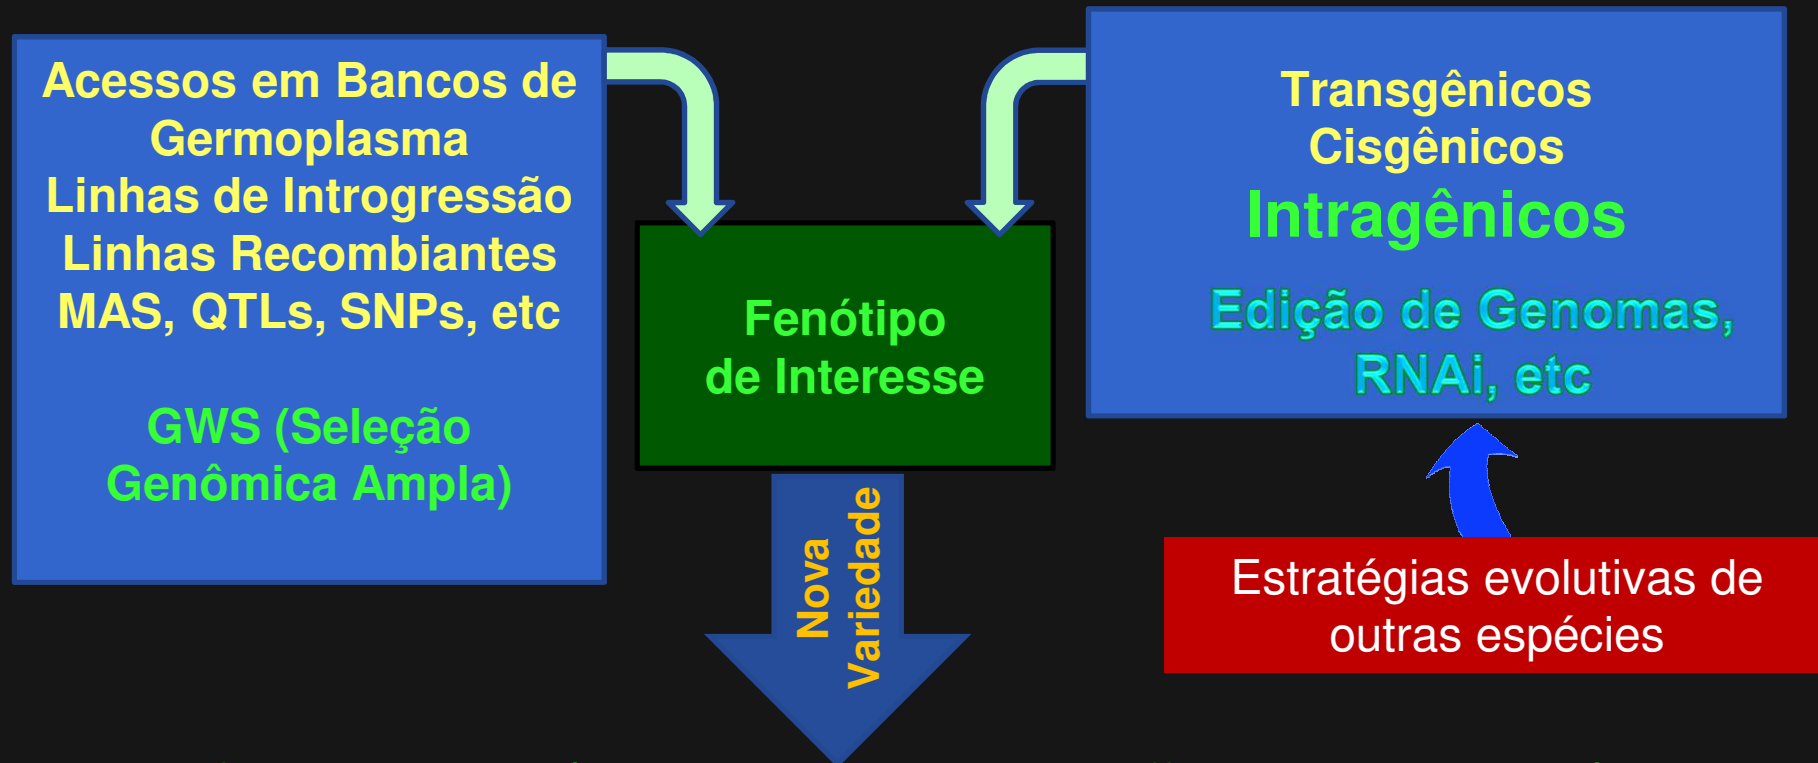 Acessos em Bancos de
Germoplasma
Linhas de Introgressão
Linhas Recombiantes
MAS, QTLs, SNPs, etc
GWS (Seleção
Genômica Ampla)
Fenótipo
de Interesse
Nova
Variedade
Transgênicos
Cisgênicos
Intragênicos
Edição de Genomas,
RNAi, etc
Estratégias evolutivas de
outras espécies